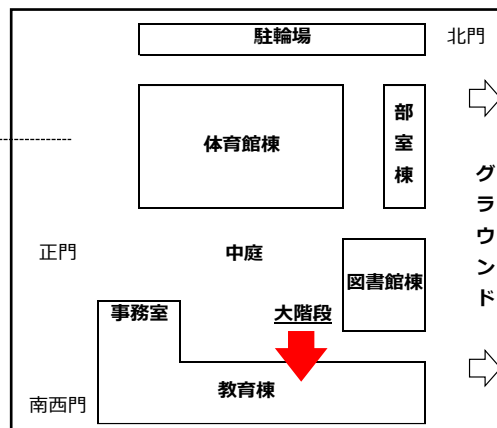 駐輪場
北門
体育館棟
部室棟
グラウンド
正門
中庭
図書館棟
事務室
大階段
教育棟
南西門